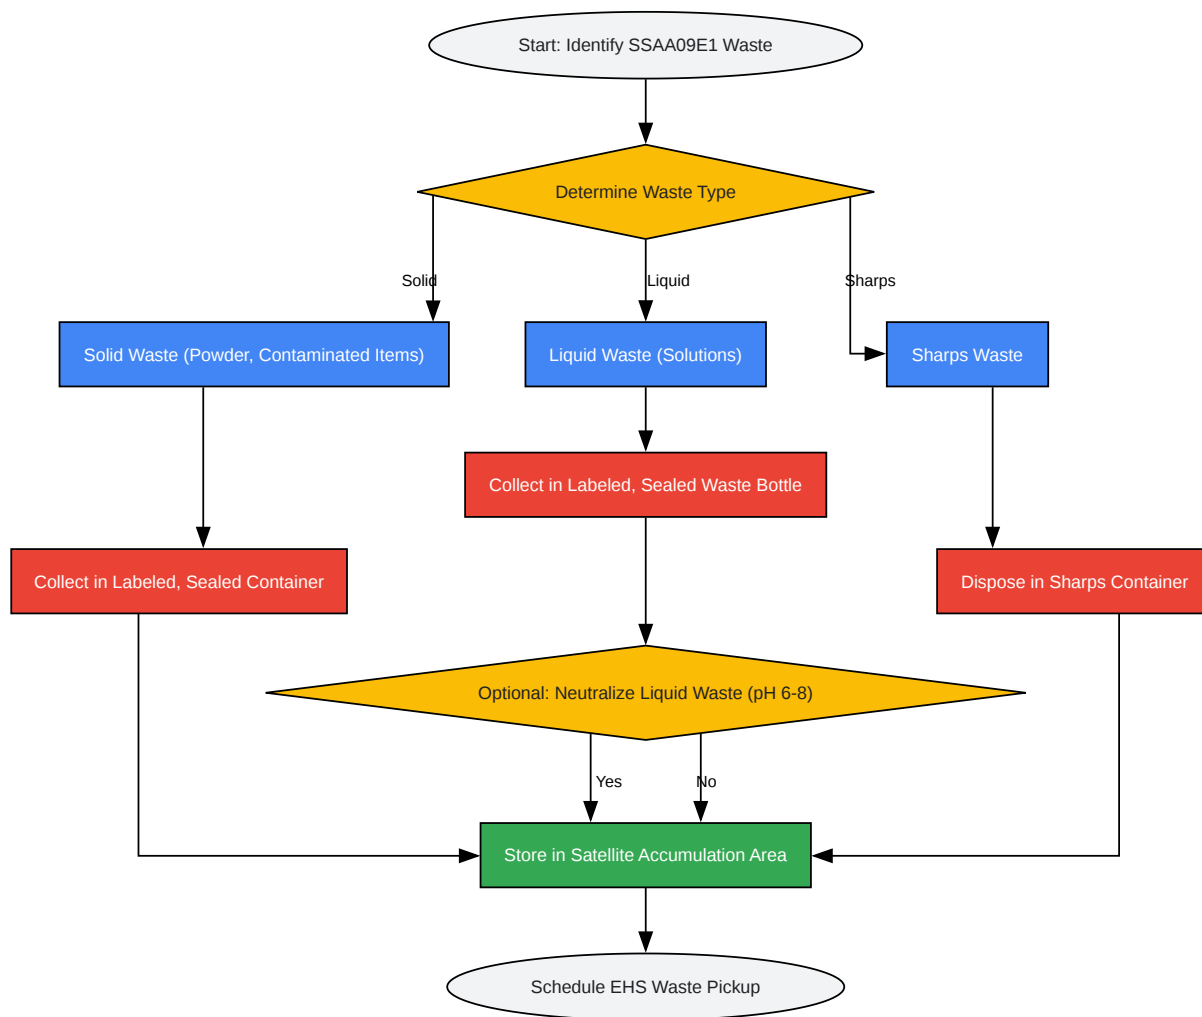 Start: Identify SSAA09E1 Waste
Determine Waste Type
Solid
Liquid
Sharps
Solid Waste (Powder, Contaminated Items)
Liquid Waste (Solutions)
Sharps Waste
Collect in Labeled, Sealed Waste Bottle
Collect in Labeled, Sealed Container
Dispose in Sharps Container
Optional: Neutralize Liquid Waste (pH 6-8)
Yes
No
Store in Satellite Accumulation Area
Schedule EHS Waste Pickup